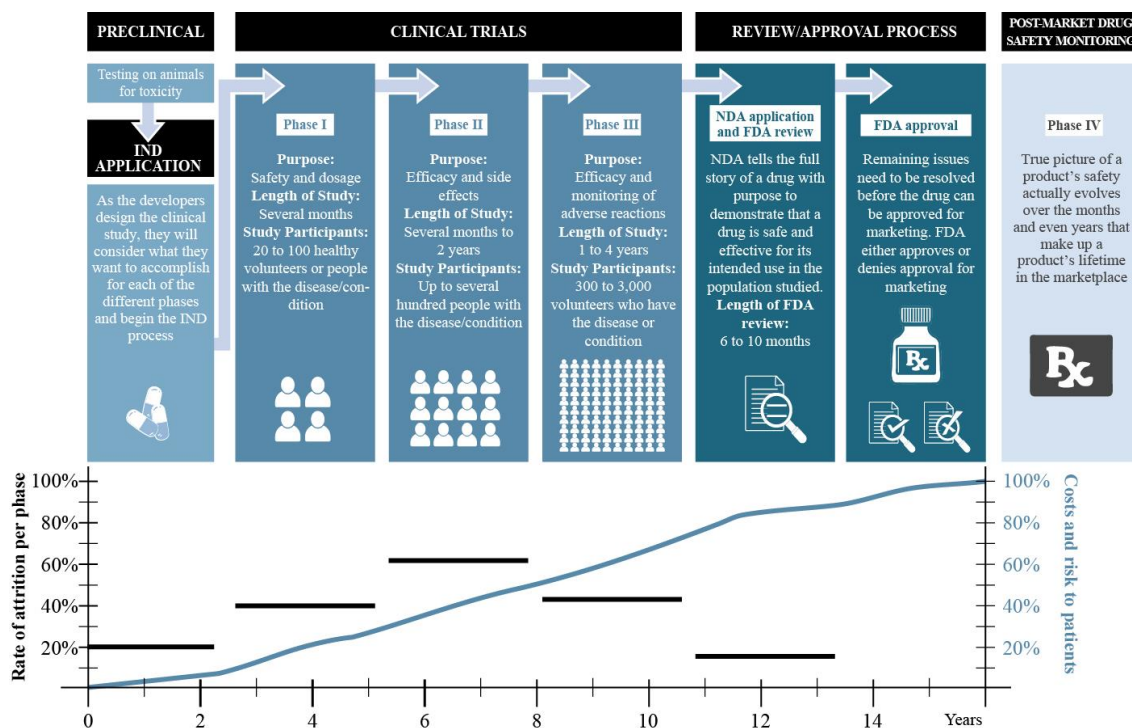 PRECLINICAL
CLINICAL TRIALS
REVIEW/APPROVAL PROCESS
POST-MARKET DRUG
SAFETY MONITORING
Testing on animals
for toxicity
IND
APPLICATION
As the developers
design the clinical
study, they will
consider what they
want to accomplish
for each of the
different phases
and begin the IND
process
Phase I
Purpose:
Safety and dosage
Length of Study:
Several months
Study Participants:
20 to 100 healthy
volunteers or people
with the disease/con-
dition
Phase II
Purpose:
Efficacy and side
effects
Length of Study:
Several months to
2 years
Study Participants:
Up to several
hundred people with
the disease/condition
Phase III
Purpose:
Efficacy and
monitoring of
adverse reactions
Length of Study:
1 to 4 years
Study Participants:
300 to 3,000
volunteers who have
the disease or
condition
NDA application
and FDA review
NDA tells the full
story of a drug with
purpose to
demonstrate that a
drug is safe and
effective for its
intended use in the
population studied.
Length of FDA
review:
6 to 10 months
FDA approval
Remaining issues
need to be resolved
before the drug can
be approved for
marketing. FDA
either approves or
denies approval for
marketing
Rx
Phase IV
True picture of a
product's safety
actually evolves
over the months
and even years that
make up a
product's lifetime
in the marketplace
Rx
Rate of attrition per phase
100%
80%
60%
40%
20%
100%
80%
60%
40%
20%
Costs and risk to patients
0 2 4 6 8 10 12 14 Years